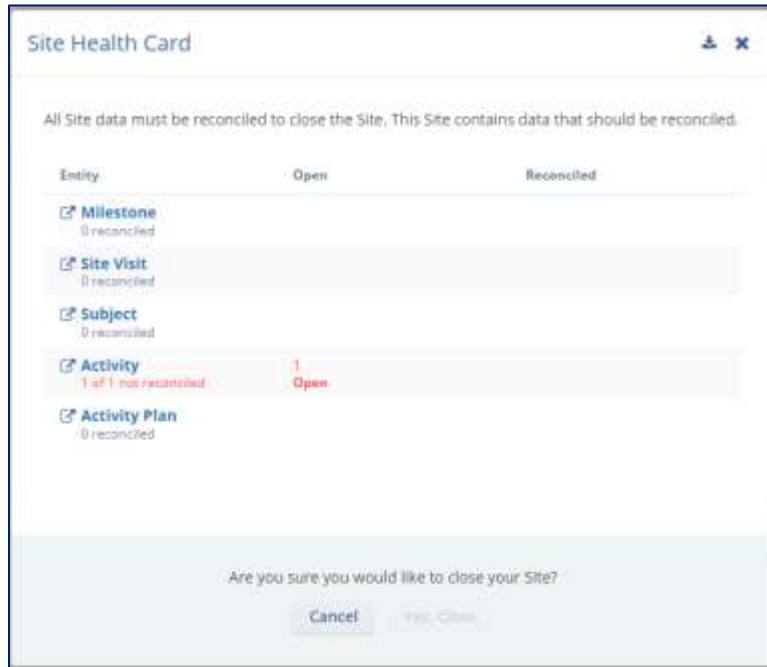 Site Health Card
All Site data must be reconciled to close the Site. This Site contains data that should be reconciled.
Entity Open Reconciled
Milestone
0 reconciled
Site Visit
0 reconciled
Subject
0 reconciled
Activity 1
1 of 1 not reconciled Open
Activity Plan
0 reconciled
Are you sure you would like to close your Site?
Cancel Yes, Close